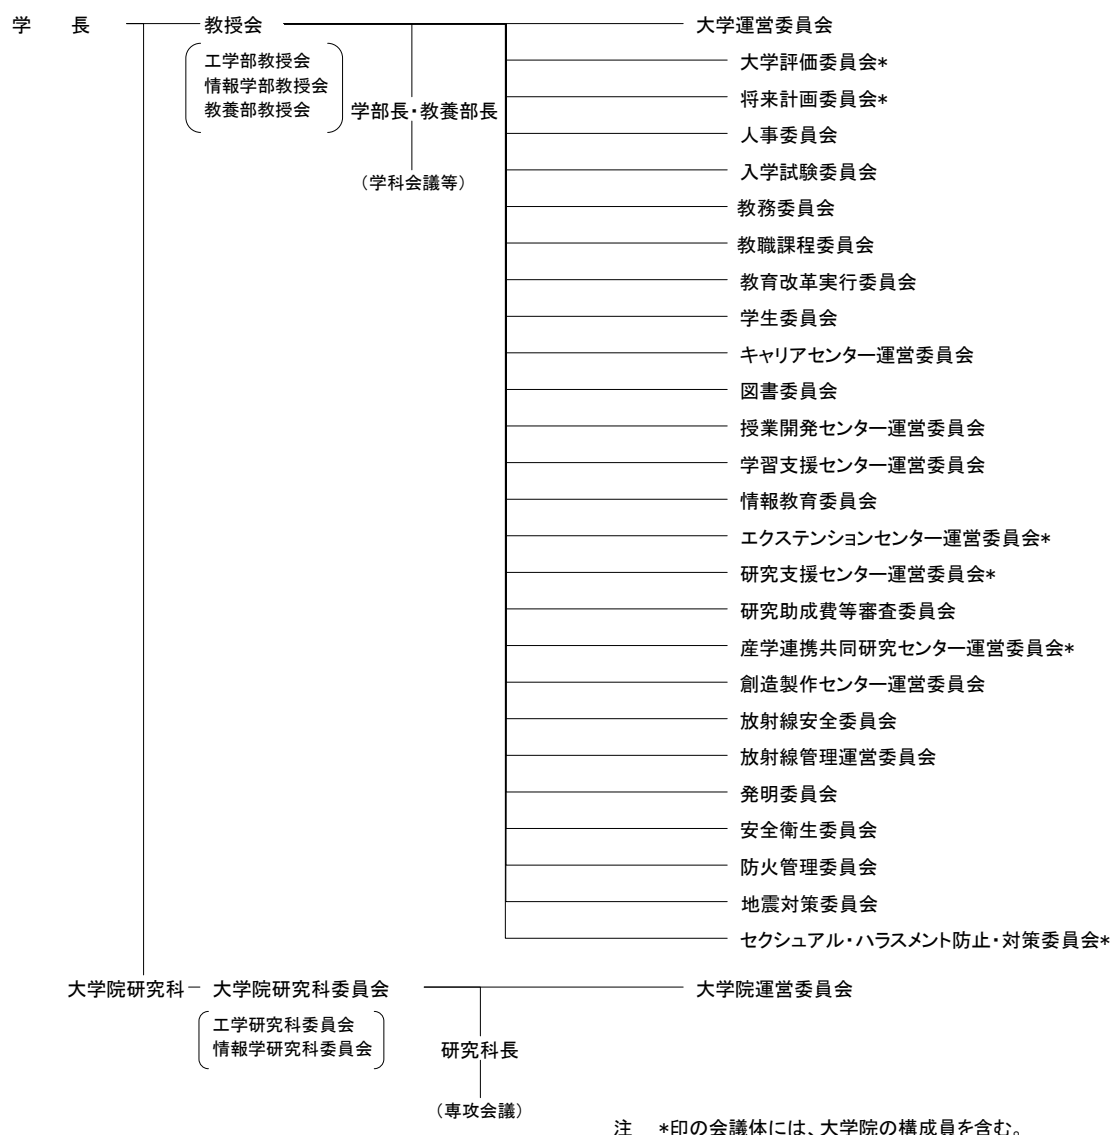 学　長
教授会
工学部教授会
情報学部教授会
教養部教授会
学部長・教養部長
（学科会議等）
大学運営委員会
大学評価委員会*
将来計画委員会*
人事委員会
入学試験委員会
教務委員会
教職課程委員会
教育改革実行委員会
学生委員会
キャリアセンター運営委員会
図書委員会
授業開発センター運営委員会
学習支援センター運営委員会
情報教育委員会
エクステンションセンター運営委員会*
研究支援センター運営委員会*
研究助成費等審査委員会
産学連携共同研究センター運営委員会*
創造製作センター運営委員会
放射線安全委員会
放射線管理運営委員会
発明委員会
安全衛生委員会
防火管理委員会
地震対策委員会
セクシュアル・ハラスメント防止・対策委員会*
大学院研究科
大学院研究科委員会
工学研究科委員会
情報学研究科委員会
研究科長
（専攻会議）
大学院運営委員会
注　*印の会議体には、大学院の構成員を含む。